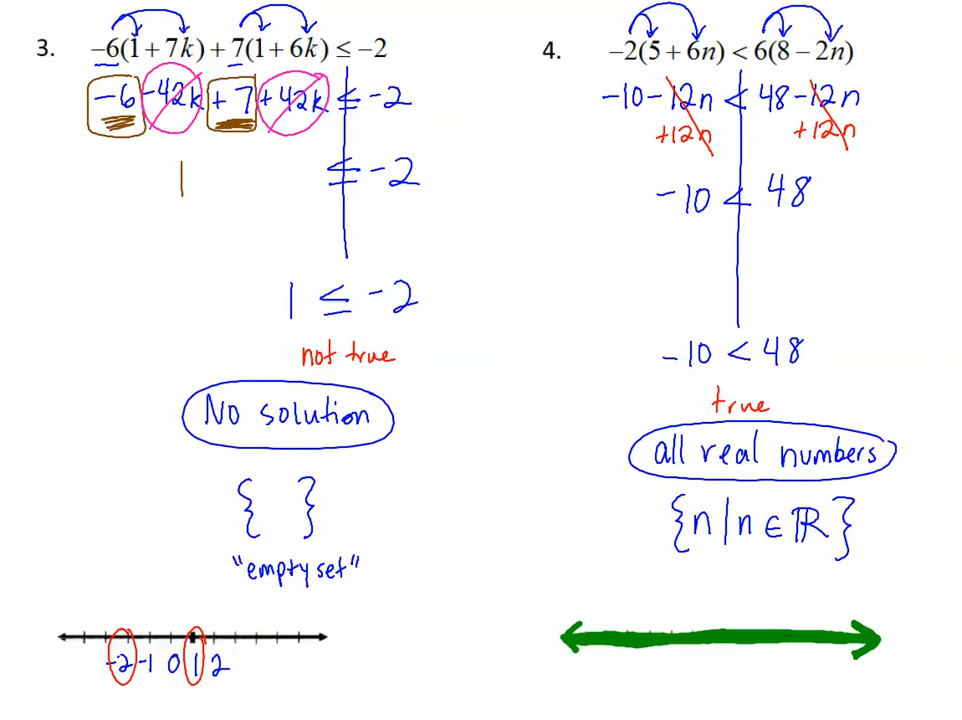 3. −6(1 + 7k) + 7(1 + 6k) ≤ −2
−6 −42k +7 +42k ≤ −2
1 ≤ −2
1 ≤ −2
not true
No solution
{ }
"empty set"
-2 -1 0 1 2
4. −2(5 + 6n) < 6(8 − 2n)
−10 −12n < 48 −12n
+12n +12n
−10 < 48
−10 < 48
true
all real numbers
{n | n ∈ ℝ}